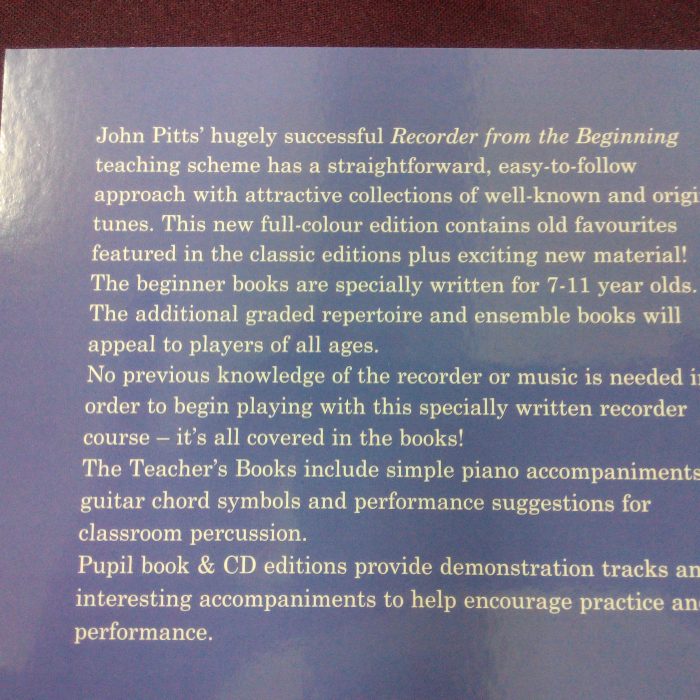 John Pitts' hugely successful Recorder from the Beginning
teaching scheme has a straightforward, easy-to-follow
approach with attractive collections of well-known and origi
tunes. This new full-colour edition contains old favourites
featured in the classic editions plus exciting new material!
The beginner books are specially written for 7-11 year olds.
The additional graded repertoire and ensemble books will
appeal to players of all ages.
No previous knowledge of the recorder or music is needed i
order to begin playing with this specially written recorder
course – it's all covered in the books!
The Teacher's Books include simple piano accompaniments
guitar chord symbols and performance suggestions for
classroom percussion.
Pupil book & CD editions provide demonstration tracks an
interesting accompaniments to help encourage practice an
performance.